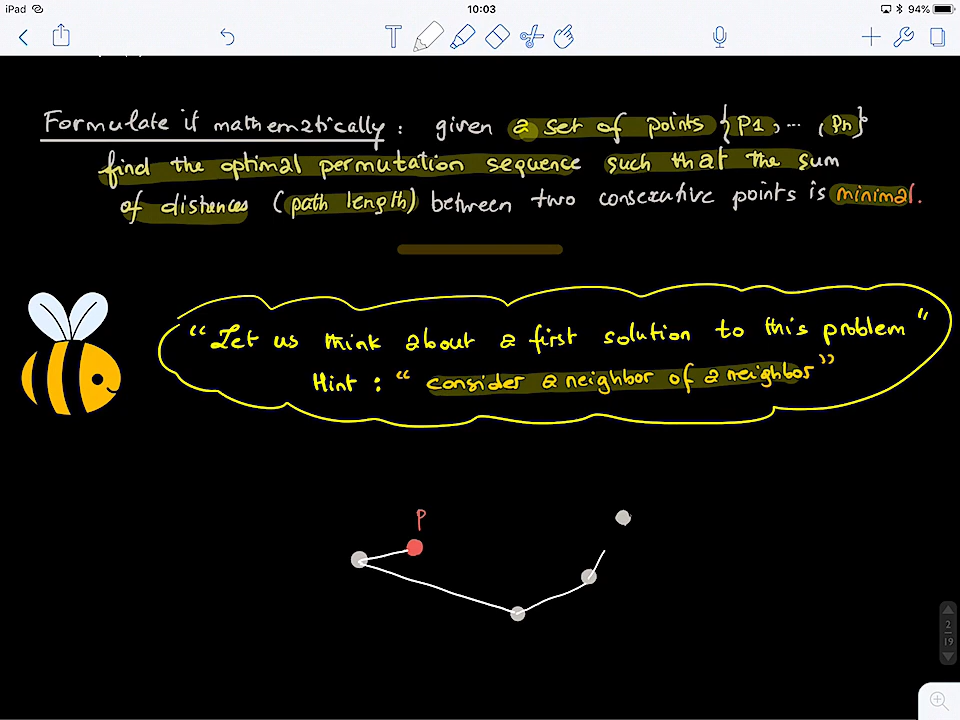 iPad 10:03 94%
Formulate it mathematically : given a set of points {P1, ... , Pn}
find the optimal permutation sequence such that the sum
of distances (path length) between two consecutive points is minimal.
"Let us think about a first solution to this problem"
Hint : "consider a neighbor of a neighbor"
P
2
19